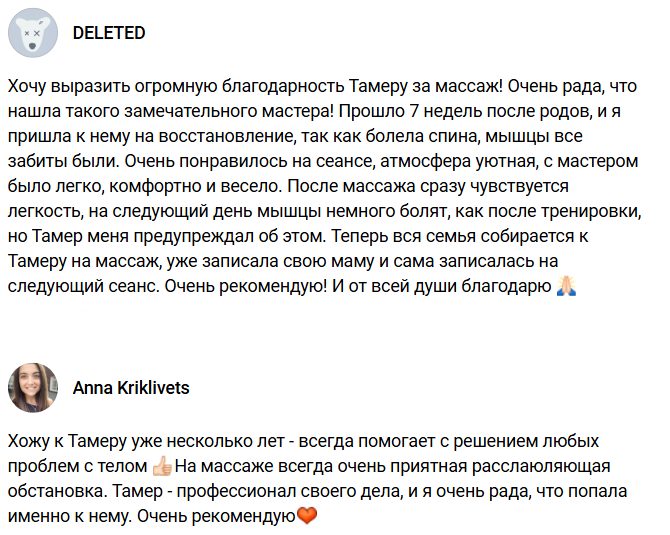 DELETED
Хочу выразить огромную благодарность Тамеру за массаж! Очень рада, что
нашла такого замечательного мастера! Прошло 7 недель после родов, и я
пришла к нему на восстановление, так как болела спина, мышцы все
забиты были. Очень понравилось на сеансе, атмосфера уютная, с мастером
было легко, комфортно и весело. После массажа сразу чувствуется
легкость, на следующий день мышцы немного болят, как после тренировки,
но Тамер меня предупреждал об этом. Теперь вся семья собирается к
Тамеру на массаж, уже записала свою маму и сама записалась на
следующий сеанс. Очень рекомендую! И от всей души благодарю 🙏🏻
Anna Kriklivets
Хожу к Тамеру уже несколько лет - всегда помогает с решением любых
проблем с телом 👍🏻На массаже всегда очень приятная расслаюляющая
обстановка. Тамер - профессионал своего дела, и я очень рада, что попала
именно к нему. Очень рекомендую❤